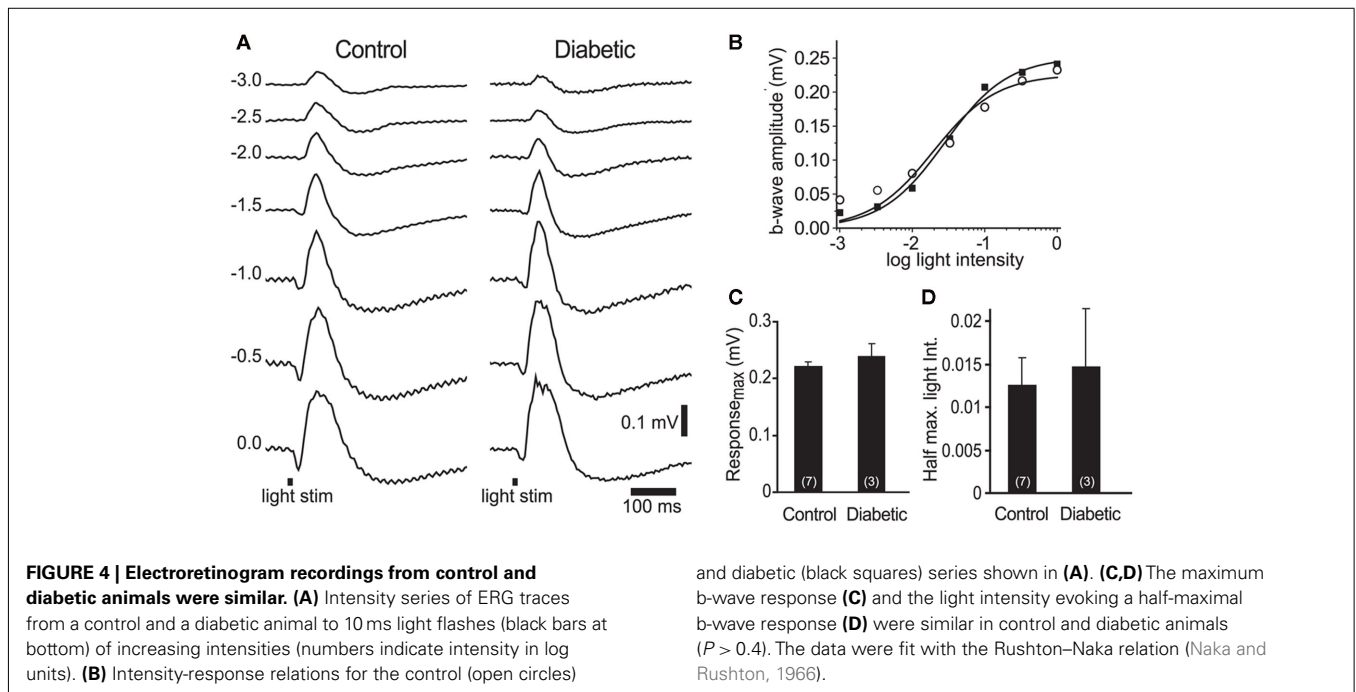 A
Control
Diabetic
-3.0
-2.5
-2.0
-1.5
-1.0
-0.5
0.0
0.1 mV
light stim
light stim
100 ms
B
b-wave amplitude (mV)
0.25
0.20
0.15
0.10
0.05
0.00
-3
-2
-1
0
log light intensity
C
Responsemax (mV)
0.3
0.2
0.1
0
(7)
(3)
Control
Diabetic
D
Half max. light Int.
0.02
0.015
0.01
0.005
0
(7)
(3)
Control
Diabetic
FIGURE 4 | Electroretinogram recordings from control and
diabetic animals were similar. (A) Intensity series of ERG traces
from a control and a diabetic animal to 10 ms light flashes (black bars at
bottom) of increasing intensities (numbers indicate intensity in log
units). (B) Intensity-response relations for the control (open circles)
and diabetic (black squares) series shown in (A). (C,D) The maximum
b-wave response (C) and the light intensity evoking a half-maximal
b-wave response (D) were similar in control and diabetic animals
(P > 0.4). The data were fit with the Rushton–Naka relation (Naka and
Rushton, 1966).